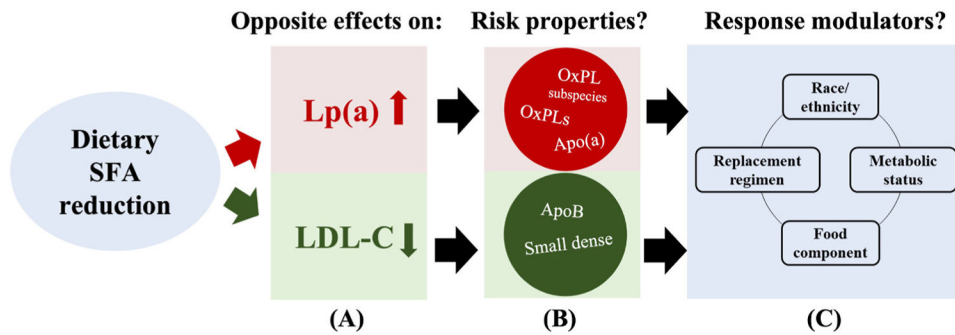 Opposite effects on:
Risk properties?
Response modulators?
Dietary
SFA
reduction
Lp(a)
LDL-C
OxPL
subspecies
OxPLs
Apo(a)
ApoB
Small dense
Race/
ethnicity
Replacement
regimen
Metabolic
status
Food
component
(A)
(B)
(C)